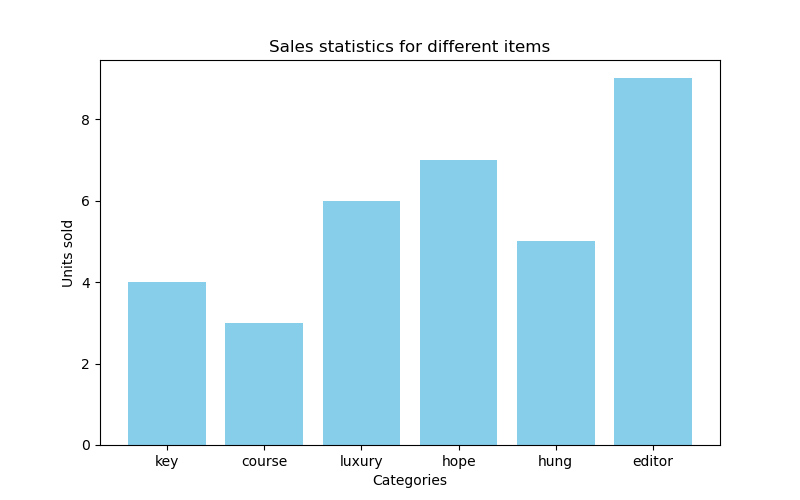 Sales statistics for different items
Units sold
8
6
4
2
0
key course luxury hope hung editor
Categories